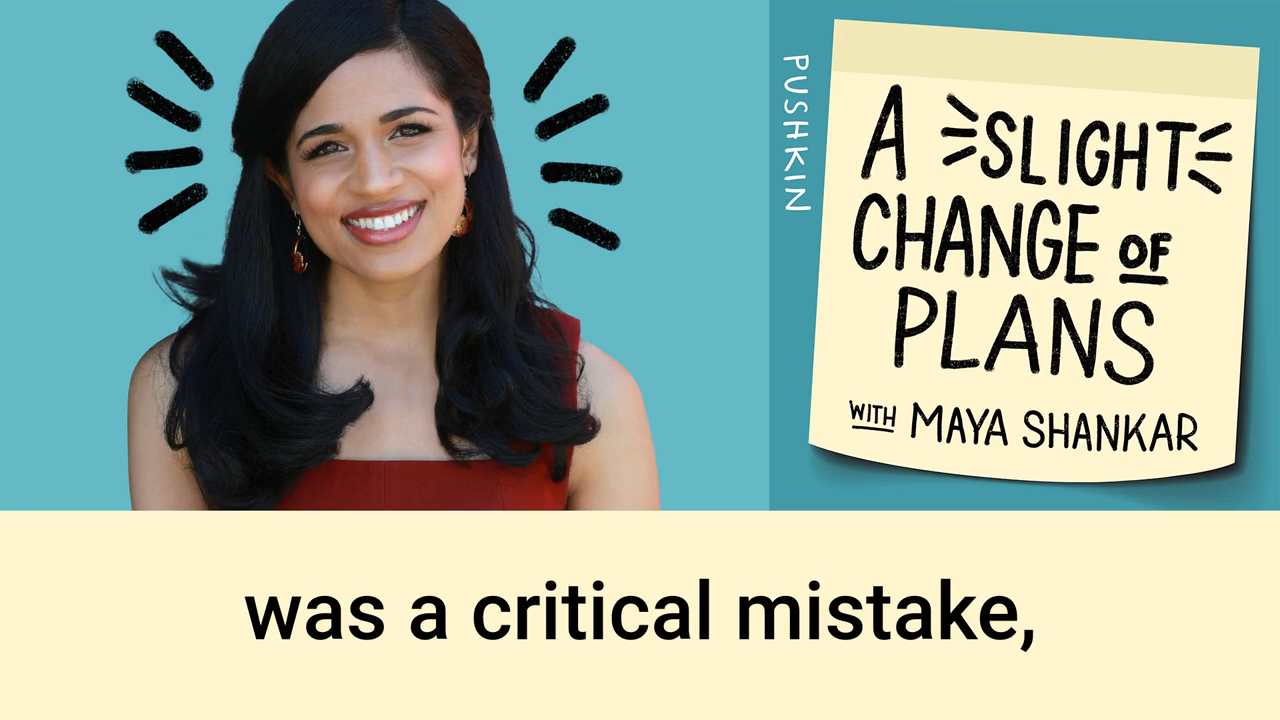 PUSHKIN
A SLIGHT
CHANGE OF
PLANS
WITH MAYA SHANKAR
was a critical mistake,